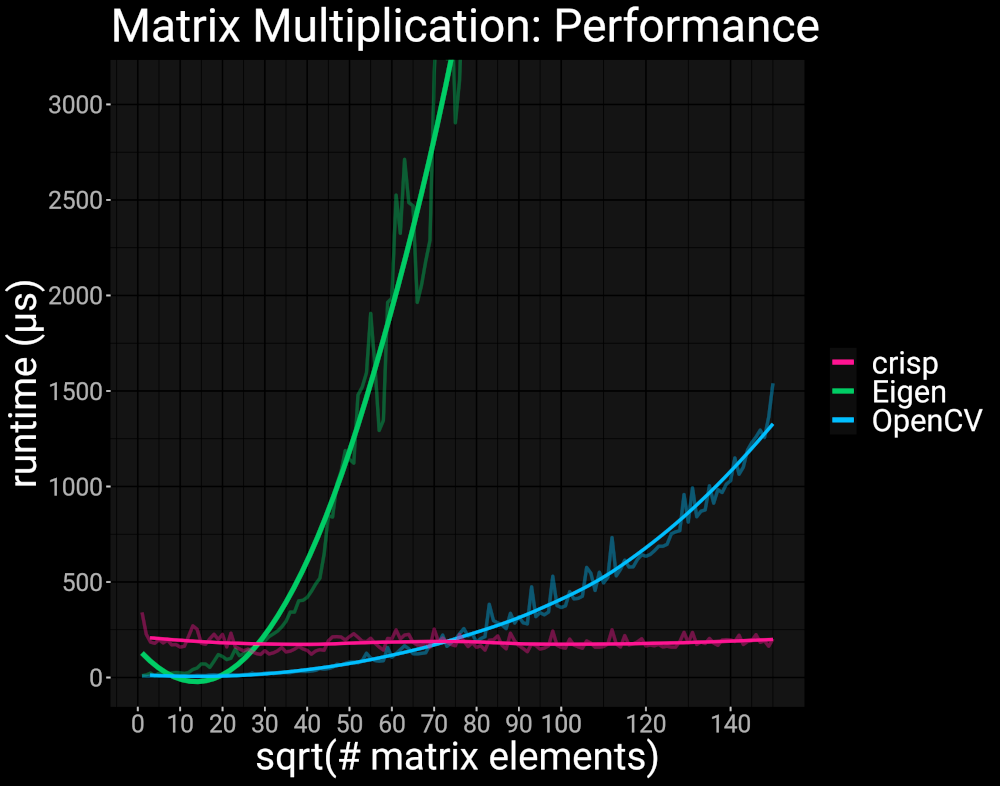 Matrix Multiplication: Performance
runtime (µs)
3000
2500
2000
1500
1000
500
0
0 10 20 30 40 50 60 70 80 90 100 120 140
sqrt(# matrix elements)
crisp
Eigen
OpenCV